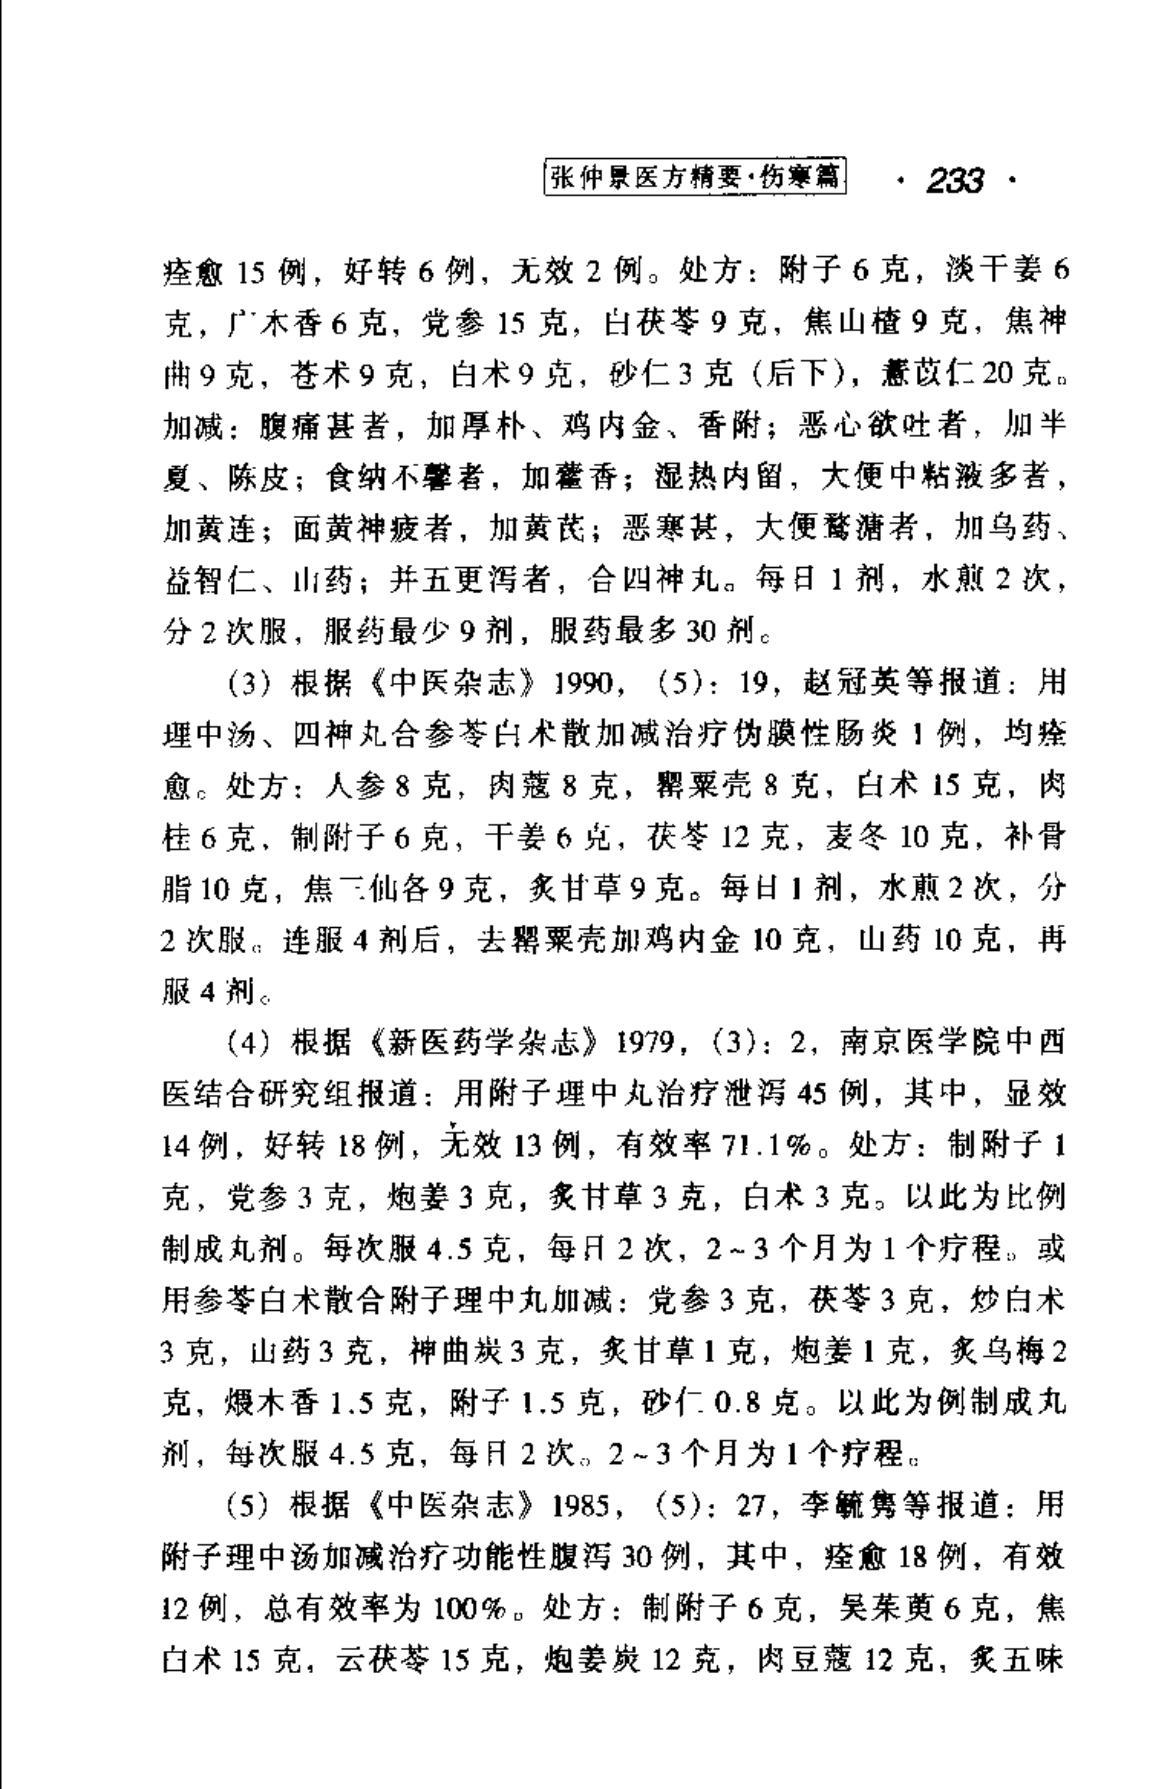 张仲景医方精要·伤寒篇 · 233 ·
痊愈 15 例，好转 6 例，无效 2 例。处方：附子 6 克，淡干姜 6
克，广木香 6 克，党参 15 克，白茯苓 9 克，焦山楂 9 克，焦神
曲 9 克，苍术 9 克，白术 9 克，砂仁 3 克（后下），薏苡仁 20 克。
加减：腹痛甚者，加厚朴、鸡内金、香附；恶心欲吐者，加半
夏、陈皮；食纳不馨者，加藿香；湿热内留，大便中粘液多者，
加黄连；面黄神疲者，加黄芪；恶寒甚，大便鹜溏者，加乌药、
益智仁、山药；并五更泻者，合四神丸。每日 1 剂，水煎 2 次，
分 2 次服，服药最少 9 剂，服药最多 30 剂。
（3）根据《中医杂志》1990，（5）：19，赵冠英等报道：用
理中汤、四神丸合参苓白术散加减治疗伪膜性肠炎 1 例，均痊
愈。处方：人参 8 克，肉蔻 8 克，罂粟壳 8 克，白术 15 克，肉
桂 6 克，制附子 6 克，干姜 6 克，茯苓 12 克，麦冬 10 克，补骨
脂 10 克，焦三仙各 9 克，炙甘草 9 克。每日 1 剂，水煎 2 次，分
2 次服。连服 4 剂后，去罂粟壳加鸡内金 10 克，山药 10 克，再
服 4 剂。
（4）根据《新医药学杂志》1979，（3）：2，南京医学院中西
医结合研究组报道：用附子理中丸治疗泄泻 45 例，其中，显效
14 例，好转 18 例，无效 13 例，有效率 71.1%。处方：制附子 1
克，党参 3 克，炮姜 3 克，炙甘草 3 克，白术 3 克。以此为比例
制成丸剂。每次服 4.5 克，每日 2 次，2~3 个月为 1 个疗程。或
用参苓白术散合附子理中丸加减：党参 3 克，茯苓 3 克，炒白术
3 克，山药 3 克，神曲炭 3 克，炙甘草 1 克，炮姜 1 克，炙乌梅 2
克，煨木香 1.5 克，附子 1.5 克，砂仁 0.8 克。以此为例制成丸
剂，每次服 4.5 克，每日 2 次。2~3 个月为 1 个疗程。
（5）根据《中医杂志》1985，（5）：27，李毓隽等报道：用
附子理中汤加减治疗功能性腹泻 30 例，其中，痊愈 18 例，有效
12 例，总有效率为 100%。处方：制附子 6 克，吴茱萸 6 克，焦
白术 15 克，云茯苓 15 克，炮姜炭 12 克，肉豆蔻 12 克，炙五味